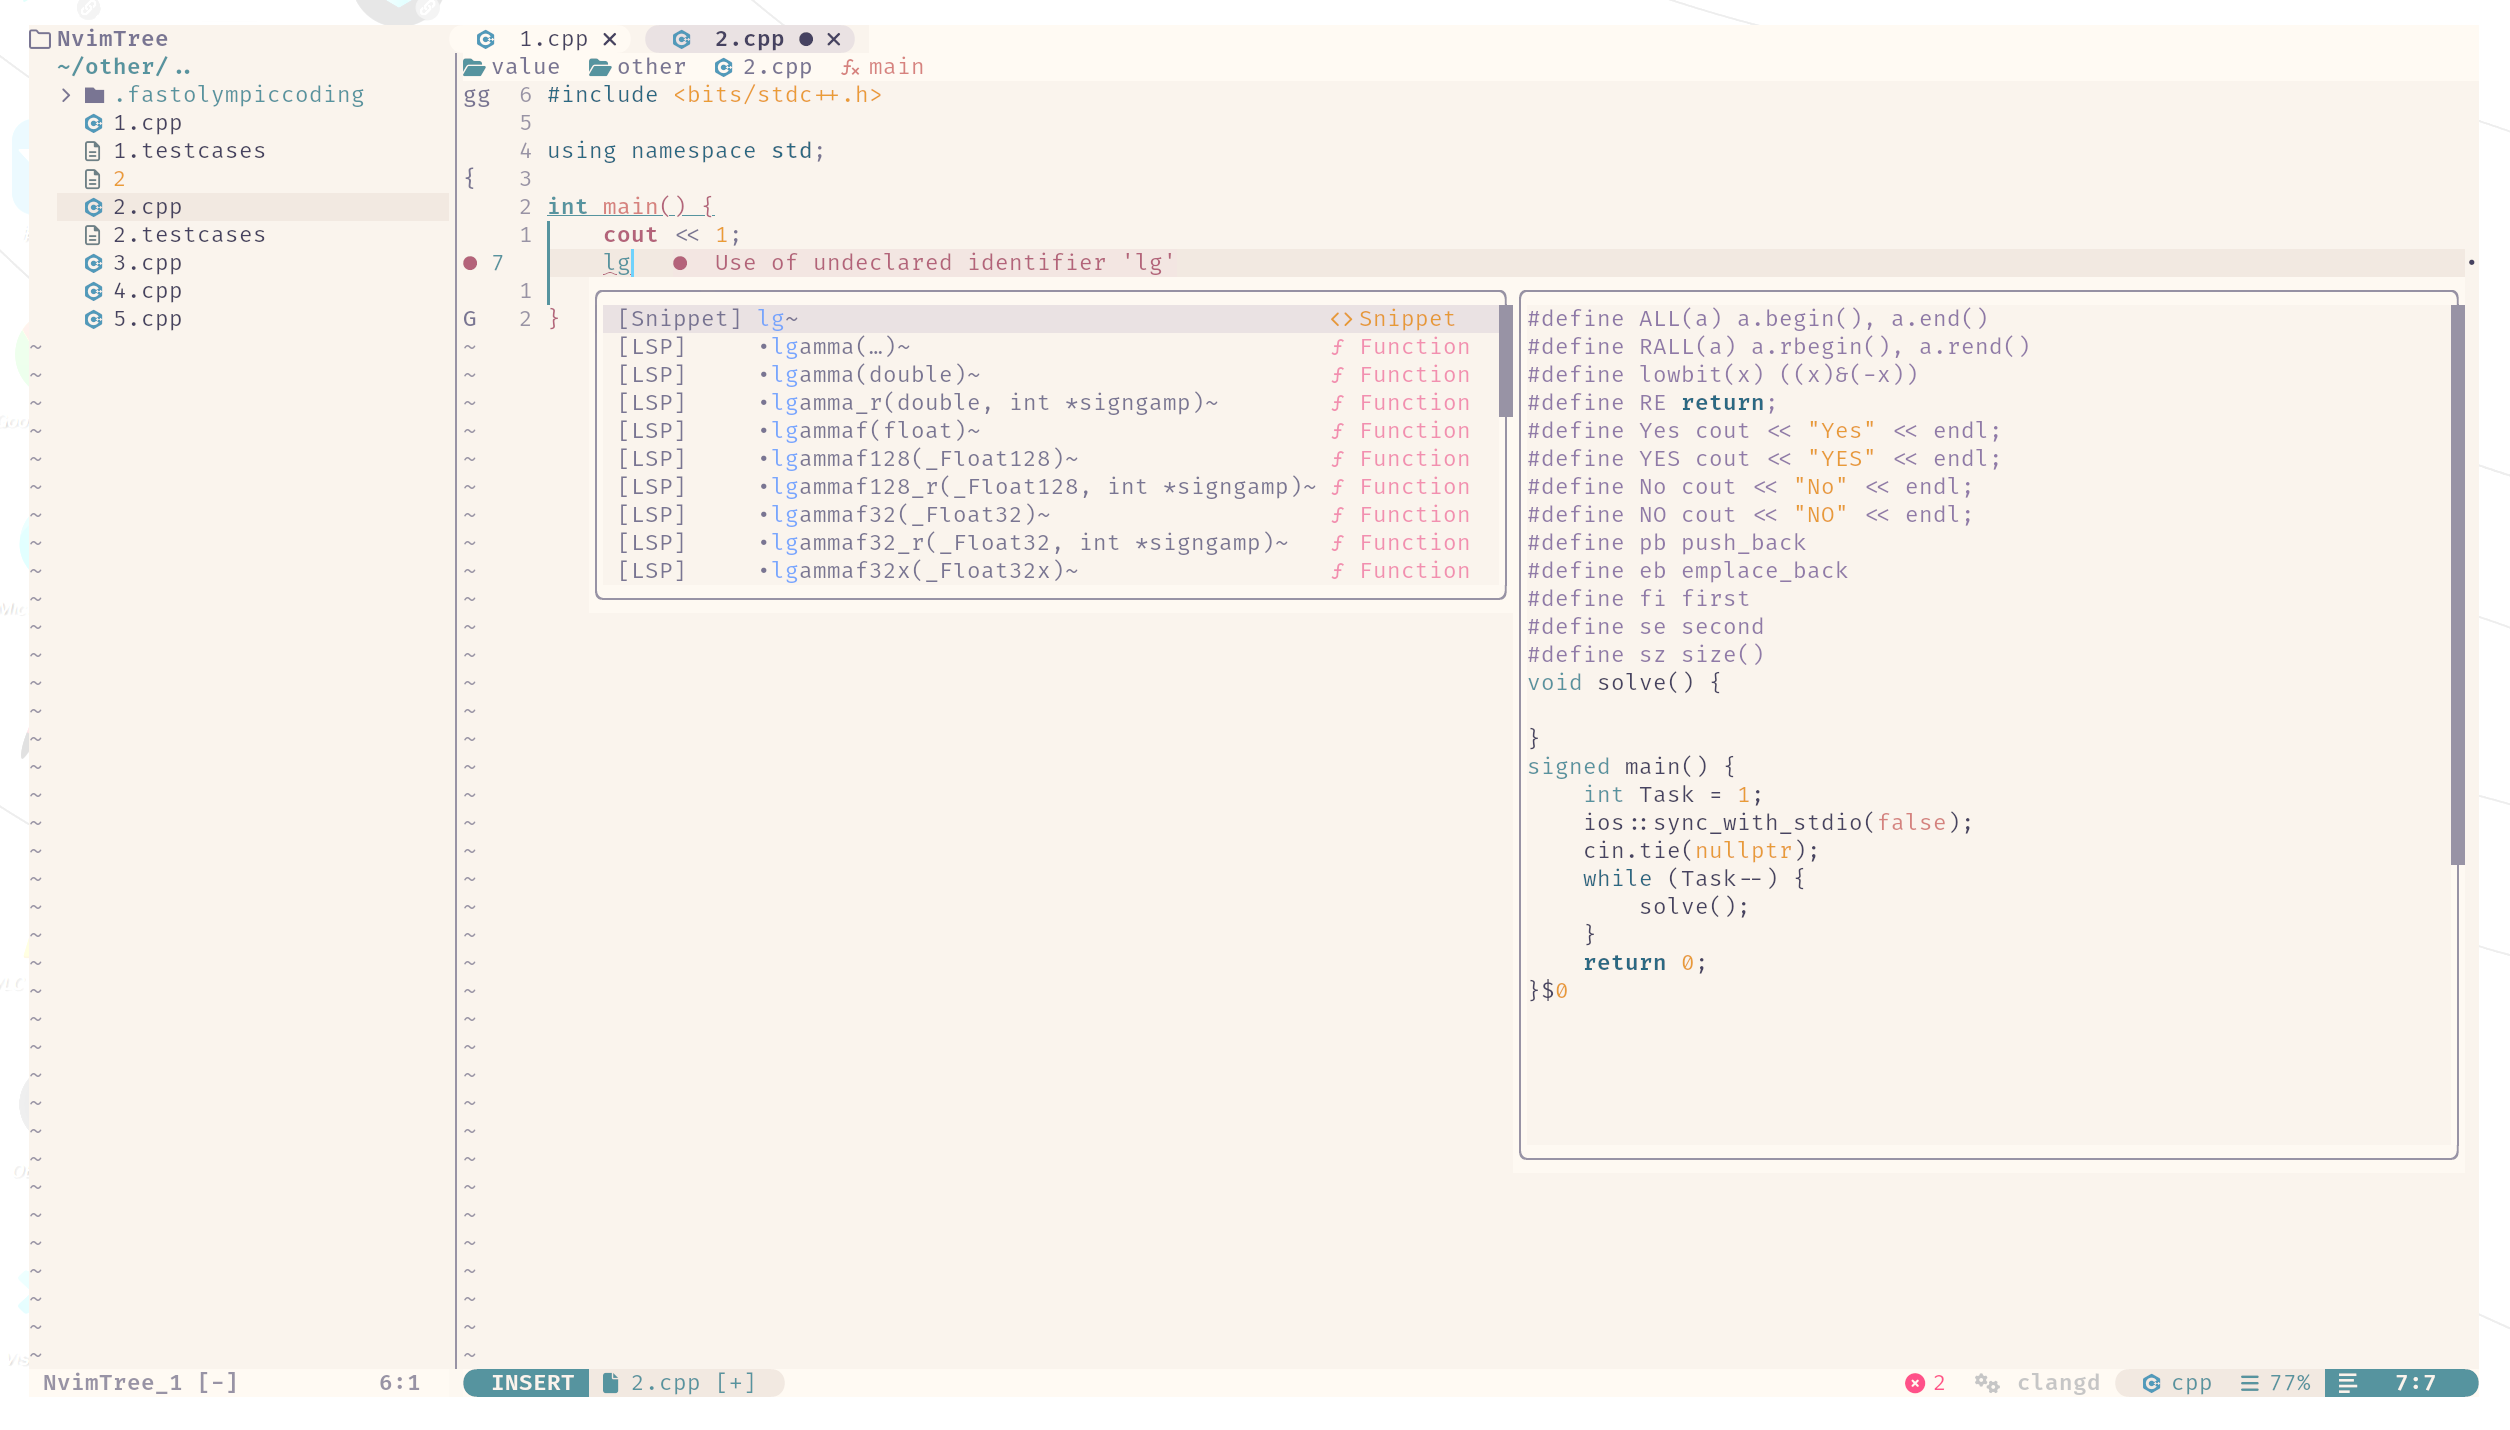 NvimTree
~/other/..
.fastolympiccoding
1.cpp
1.testcases
2
2.cpp
2.testcases
3.cpp
4.cpp
5.cpp
1.cpp ✕ 2.cpp ● ✕
value other 2.cpp main
gg 6 #include <bits/stdc++.h>
5
4 using namespace std;
{ 3
2 int main() {
1 cout << 1;
● 7 lg ● Use of undeclared identifier 'lg'
1
G 2 }
[Snippet] lg~ <> Snippet
[LSP] •lgamma(…)~ ƒ Function
[LSP] •lgamma(double)~ ƒ Function
[LSP] •lgamma_r(double, int *signgamp)~ ƒ Function
[LSP] •lgammaf(float)~ ƒ Function
[LSP] •lgammaf128(_Float128)~ ƒ Function
[LSP] •lgammaf128_r(_Float128, int *signgamp)~ ƒ Function
[LSP] •lgammaf32(_Float32)~ ƒ Function
[LSP] •lgammaf32_r(_Float32, int *signgamp)~ ƒ Function
[LSP] •lgammaf32x(_Float32x)~ ƒ Function
#define ALL(a) a.begin(), a.end()
#define RALL(a) a.rbegin(), a.rend()
#define lowbit(x) ((x)&(-x))
#define RE return;
#define Yes cout << "Yes" << endl;
#define YES cout << "YES" << endl;
#define No cout << "No" << endl;
#define NO cout << "NO" << endl;
#define pb push_back
#define eb emplace_back
#define fi first
#define se second
#define sz size()
void solve() {
}
signed main() {
int Task = 1;
ios::sync_with_stdio(false);
cin.tie(nullptr);
while (Task--) {
solve();
}
return 0;
}$0
NvimTree_1 [-] 6:1
INSERT 2.cpp [+]
2 clangd cpp 77% 7:7